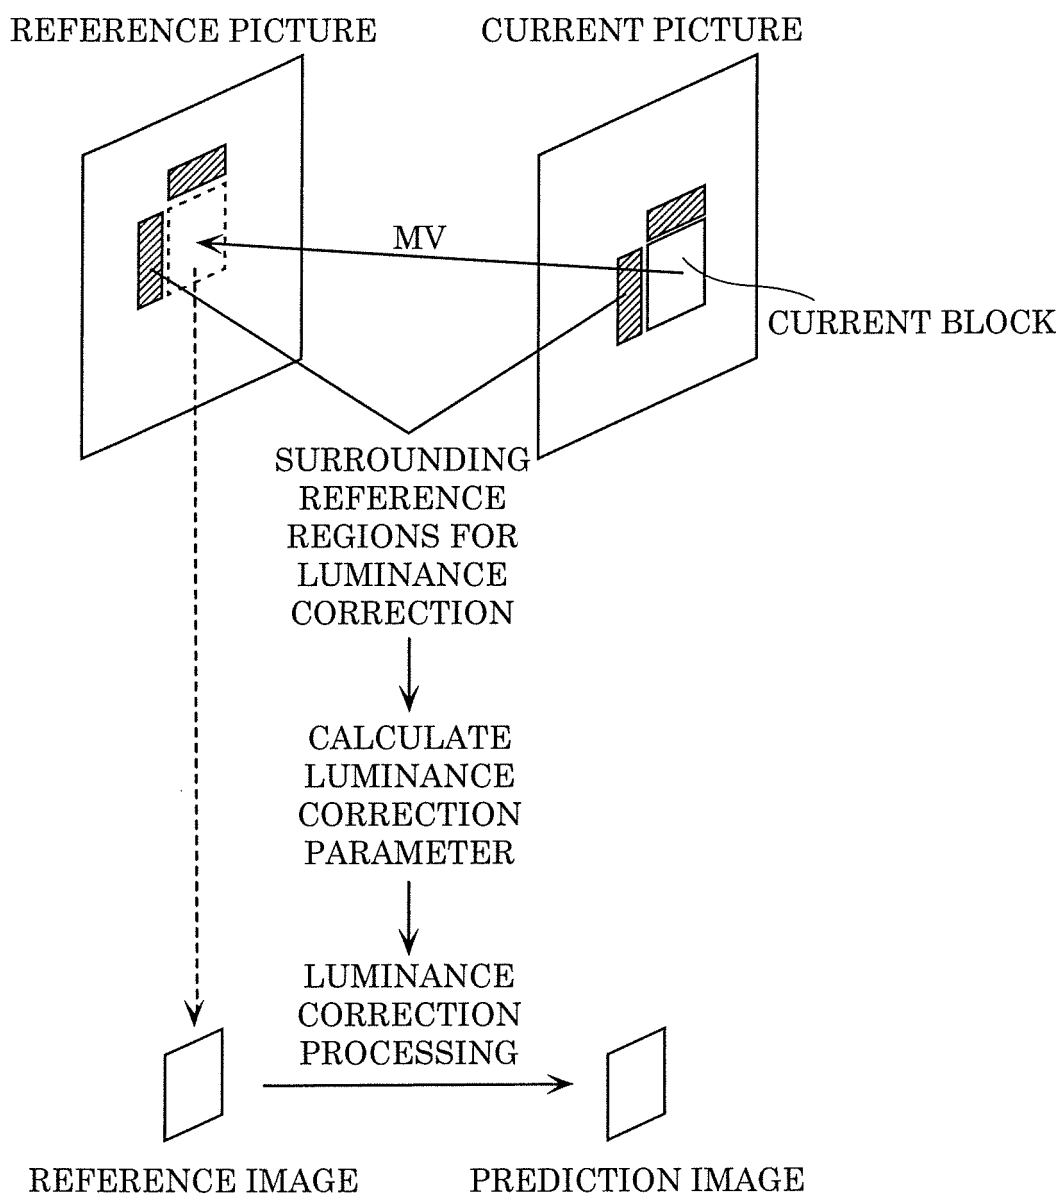 REFERENCE PICTURE
CURRENT PICTURE
MV
CURRENT BLOCK
SURROUNDING
REFERENCE
REGIONS FOR
LUMINANCE
CORRECTION
CALCULATE
LUMINANCE
CORRECTION
PARAMETER
LUMINANCE
CORRECTION
PROCESSING
REFERENCE IMAGE
PREDICTION IMAGE